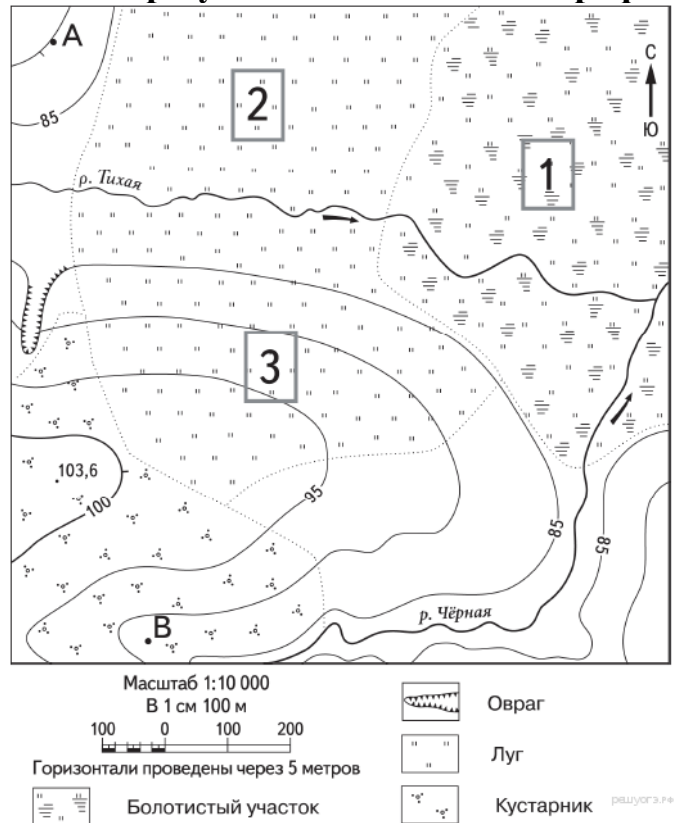 А
2
С
Ю
1
85
р. Тихая
3
103,6
100
95
85
85
В
р. Чёрная
Масштаб 1:10 000
В 1 см 100 м
100 0 100 200
Горизонтали проведены через 5 метров
Овраг
Луг
Болотистый участок
Кустарник
решуогэ.рф